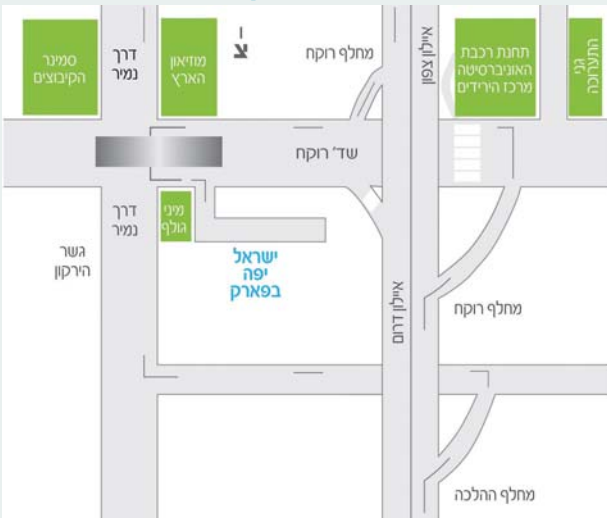 התערוכה
גני
תחנת רכבת
האוניברסיטה
מרכז הירידים
איילון צפון
מחלף רוקח
צ
מוזיאון
הארץ
דרך
נמיר
סמינר
הקיבוצים
שד' רוקח
מיני
גולף
דרך
נמיר
גשר
הירקון
ישראל
יפה
בפארק
איילון דרום
מחלף רוקח
מחלף ההלכה